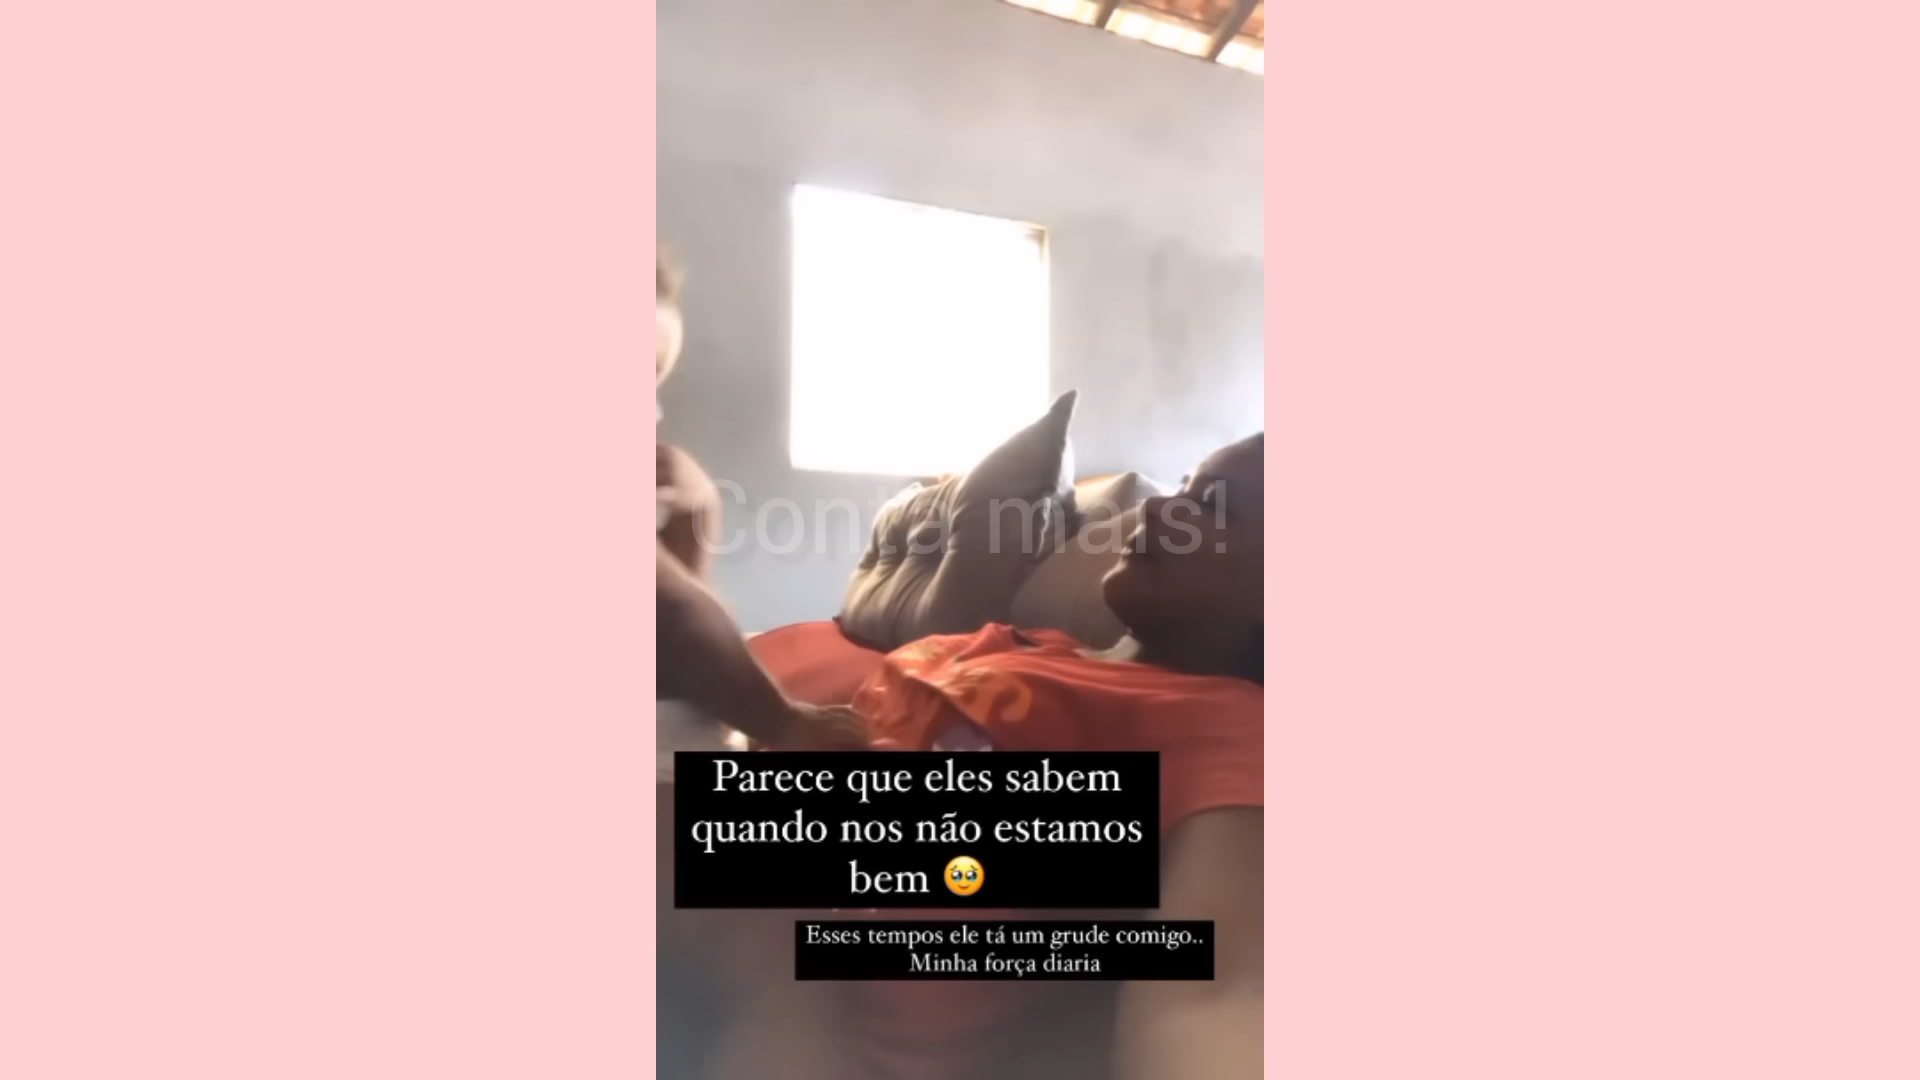 Conta mais!
Parece que eles sabem
quando nos não estamos
bem 🥹
Esses tempos ele tá um grude comigo..
Minha força diaria